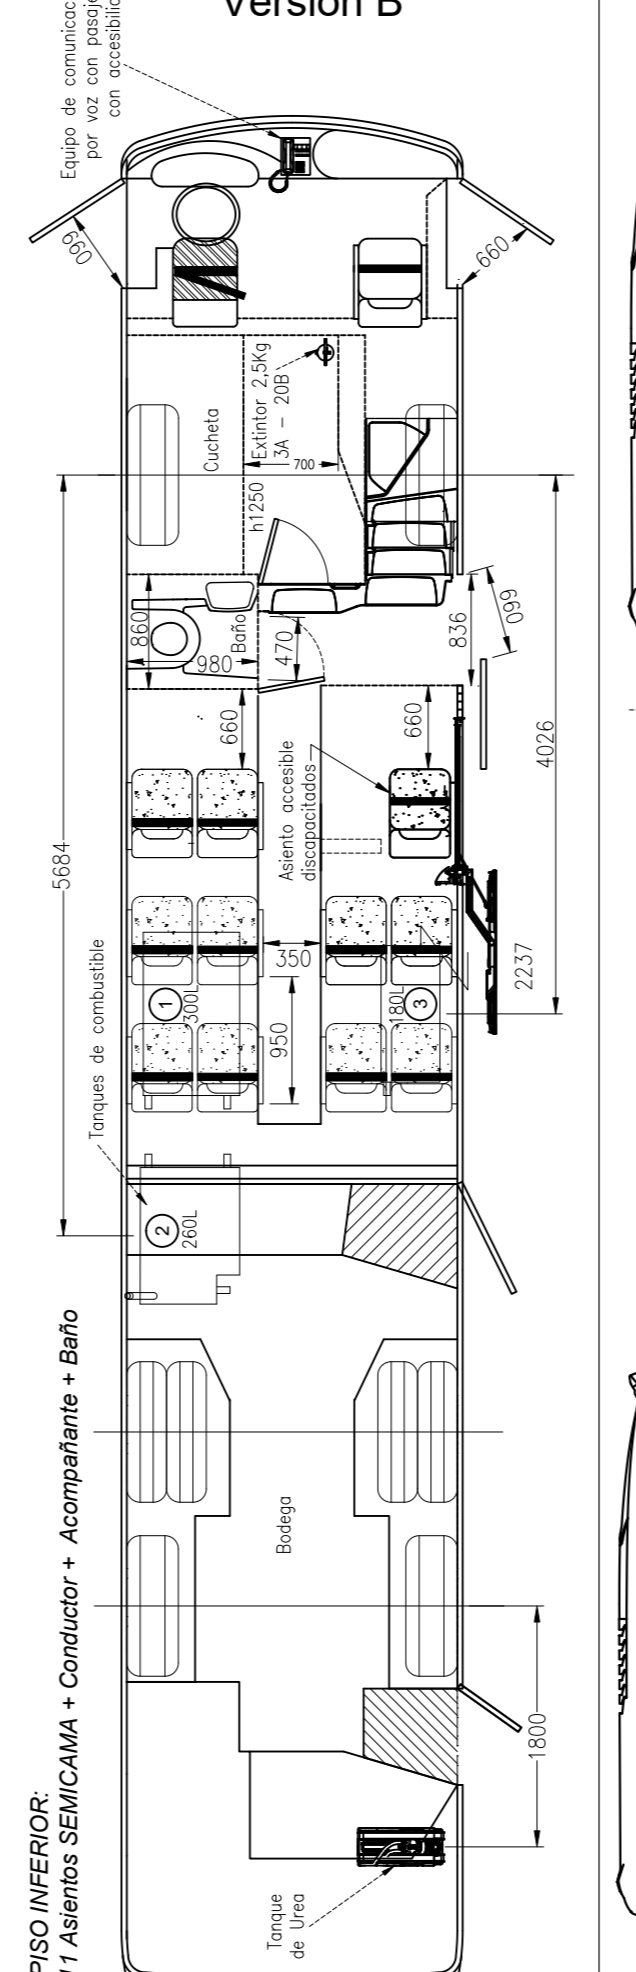 Versión B
Equipo de comunicac
por voz con pasaje
con accesibilid
660
660
Cucheta
Extintor 2,5Kg
3A - 20B
700
h1250
860
980
Baño
470
836
660
660
660
4026
5684
Asiento accesible
discapacitados
350
950
1
300L
180L
3
2237
Tanques de combustible
2
260L
PISO INFERIOR:
11 Asientos SEMICAMA + Conductor + Acompañante + Baño
Bodega
1800
Tanque
de Urea